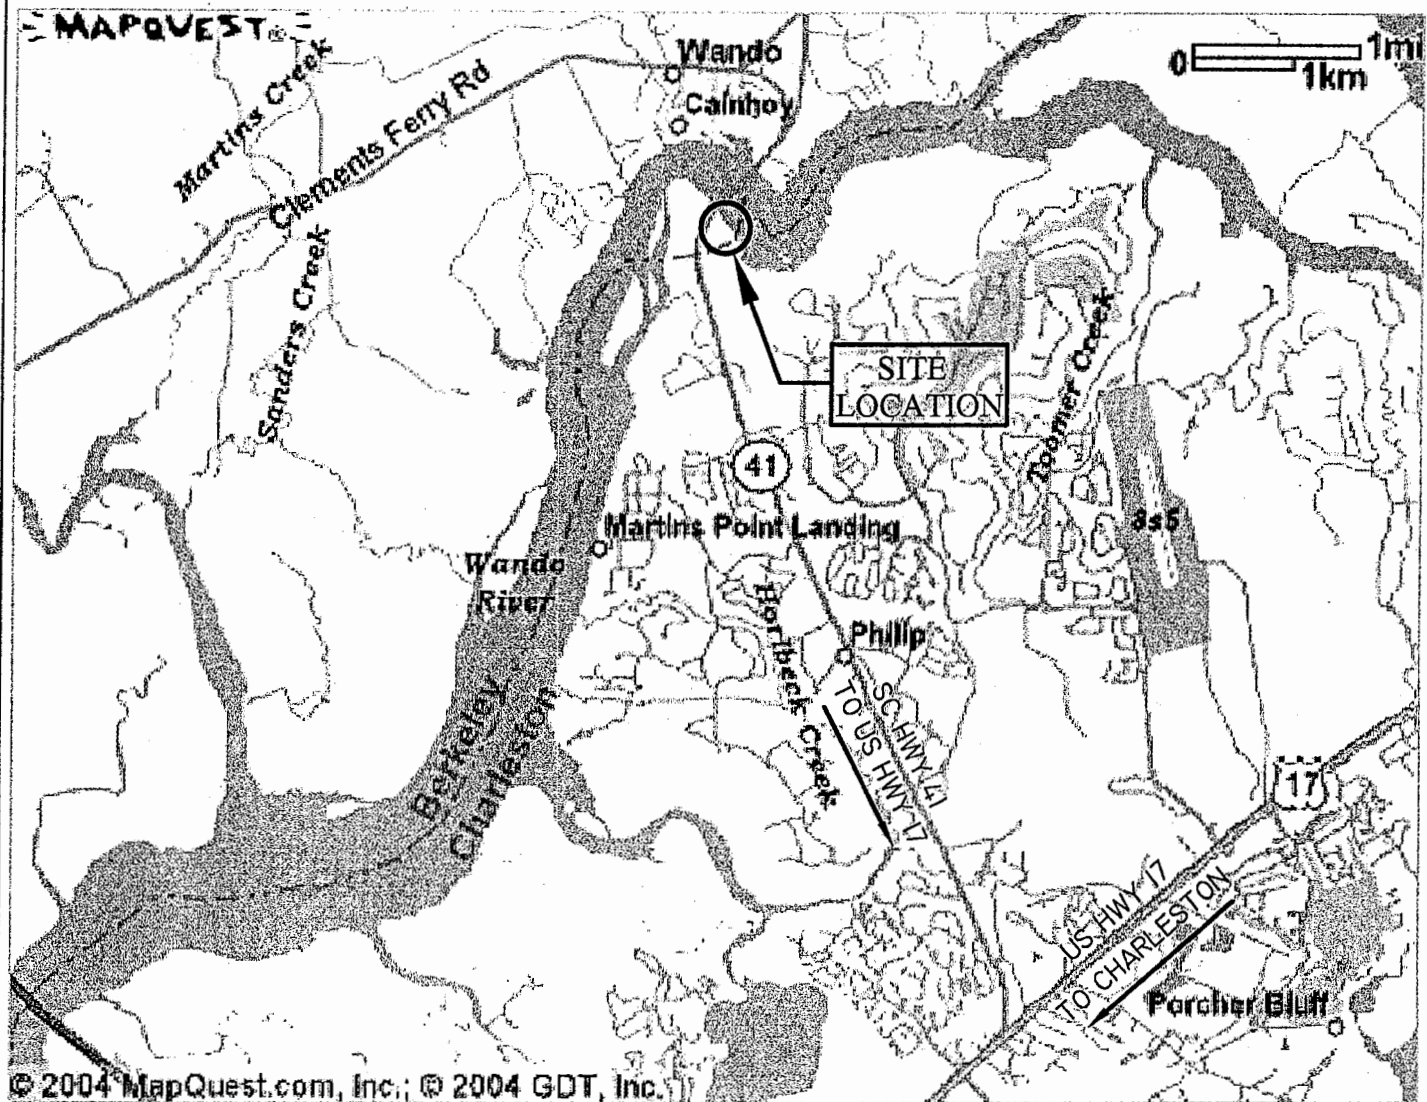 MAPQUEST
Wando
Cainhoy
0 1mi
1km
Martins Creek
Clements Ferry Rd
Sanders Creek
SITE
LOCATION
Toomer Creek
41
Martins Point Landing
Wando
River
Horlbeck Creek
Philip
SC HWY 41
TO US HWY 17
Berkeley
Charleston
17
US HWY 17
TO CHARLESTON
Porcher Bluff
© 2004 MapQuest.com, Inc.; © 2004 GDT, Inc.